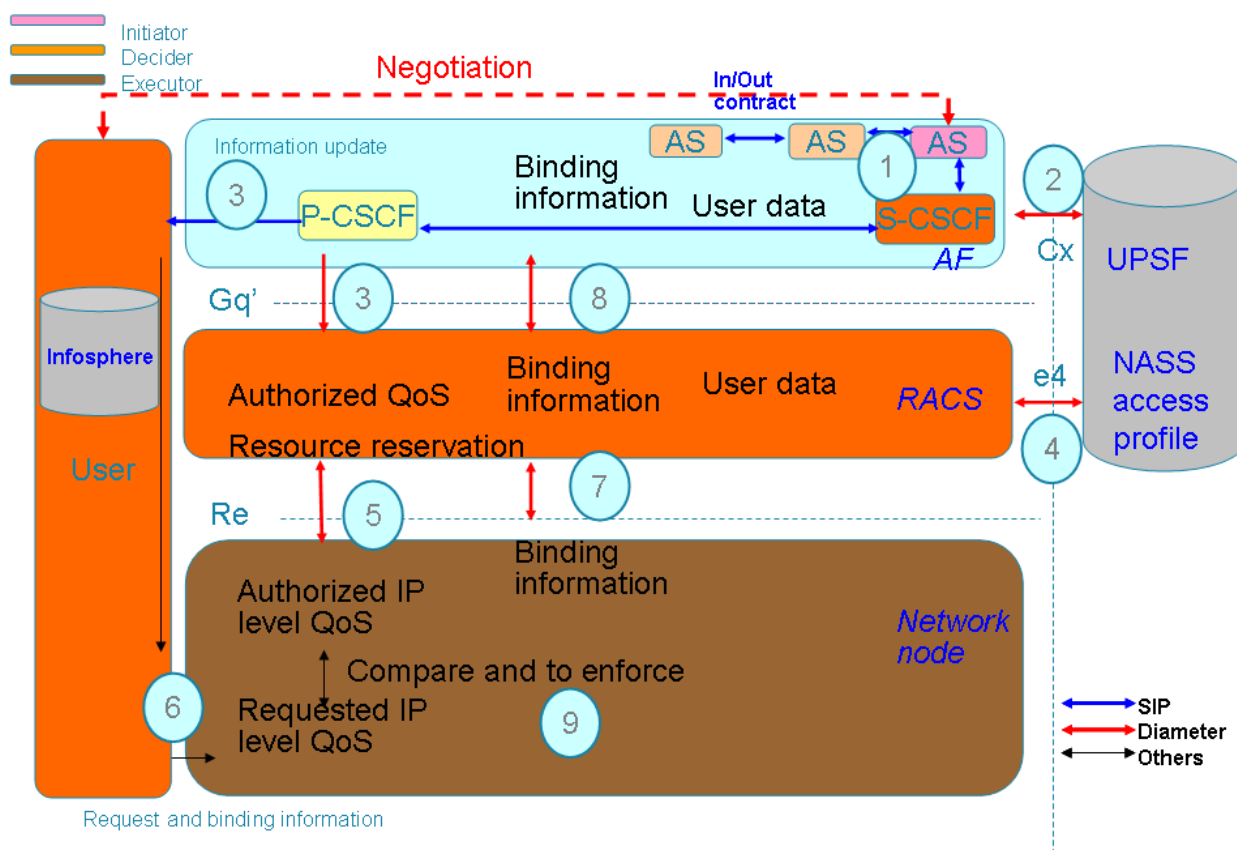 Initiator
Decider
Executor
Negotiation
In/Out
contract
Information update
AS
AS
AS
1
2
3
Binding
information
P-CSCF
User data
S-CSCF
AF
Cx
UPSF
Gq’
3
8
Infosphere
Authorized QoS
Binding
information
User data
RACS
e4
NASS
access
profile
Resource reservation
User
4
7
Re
5
Binding
information
Authorized IP
level QoS
Network
node
Compare and to enforce
6
Requested IP
level QoS
9
SIP
Diameter
Others
Request and binding information